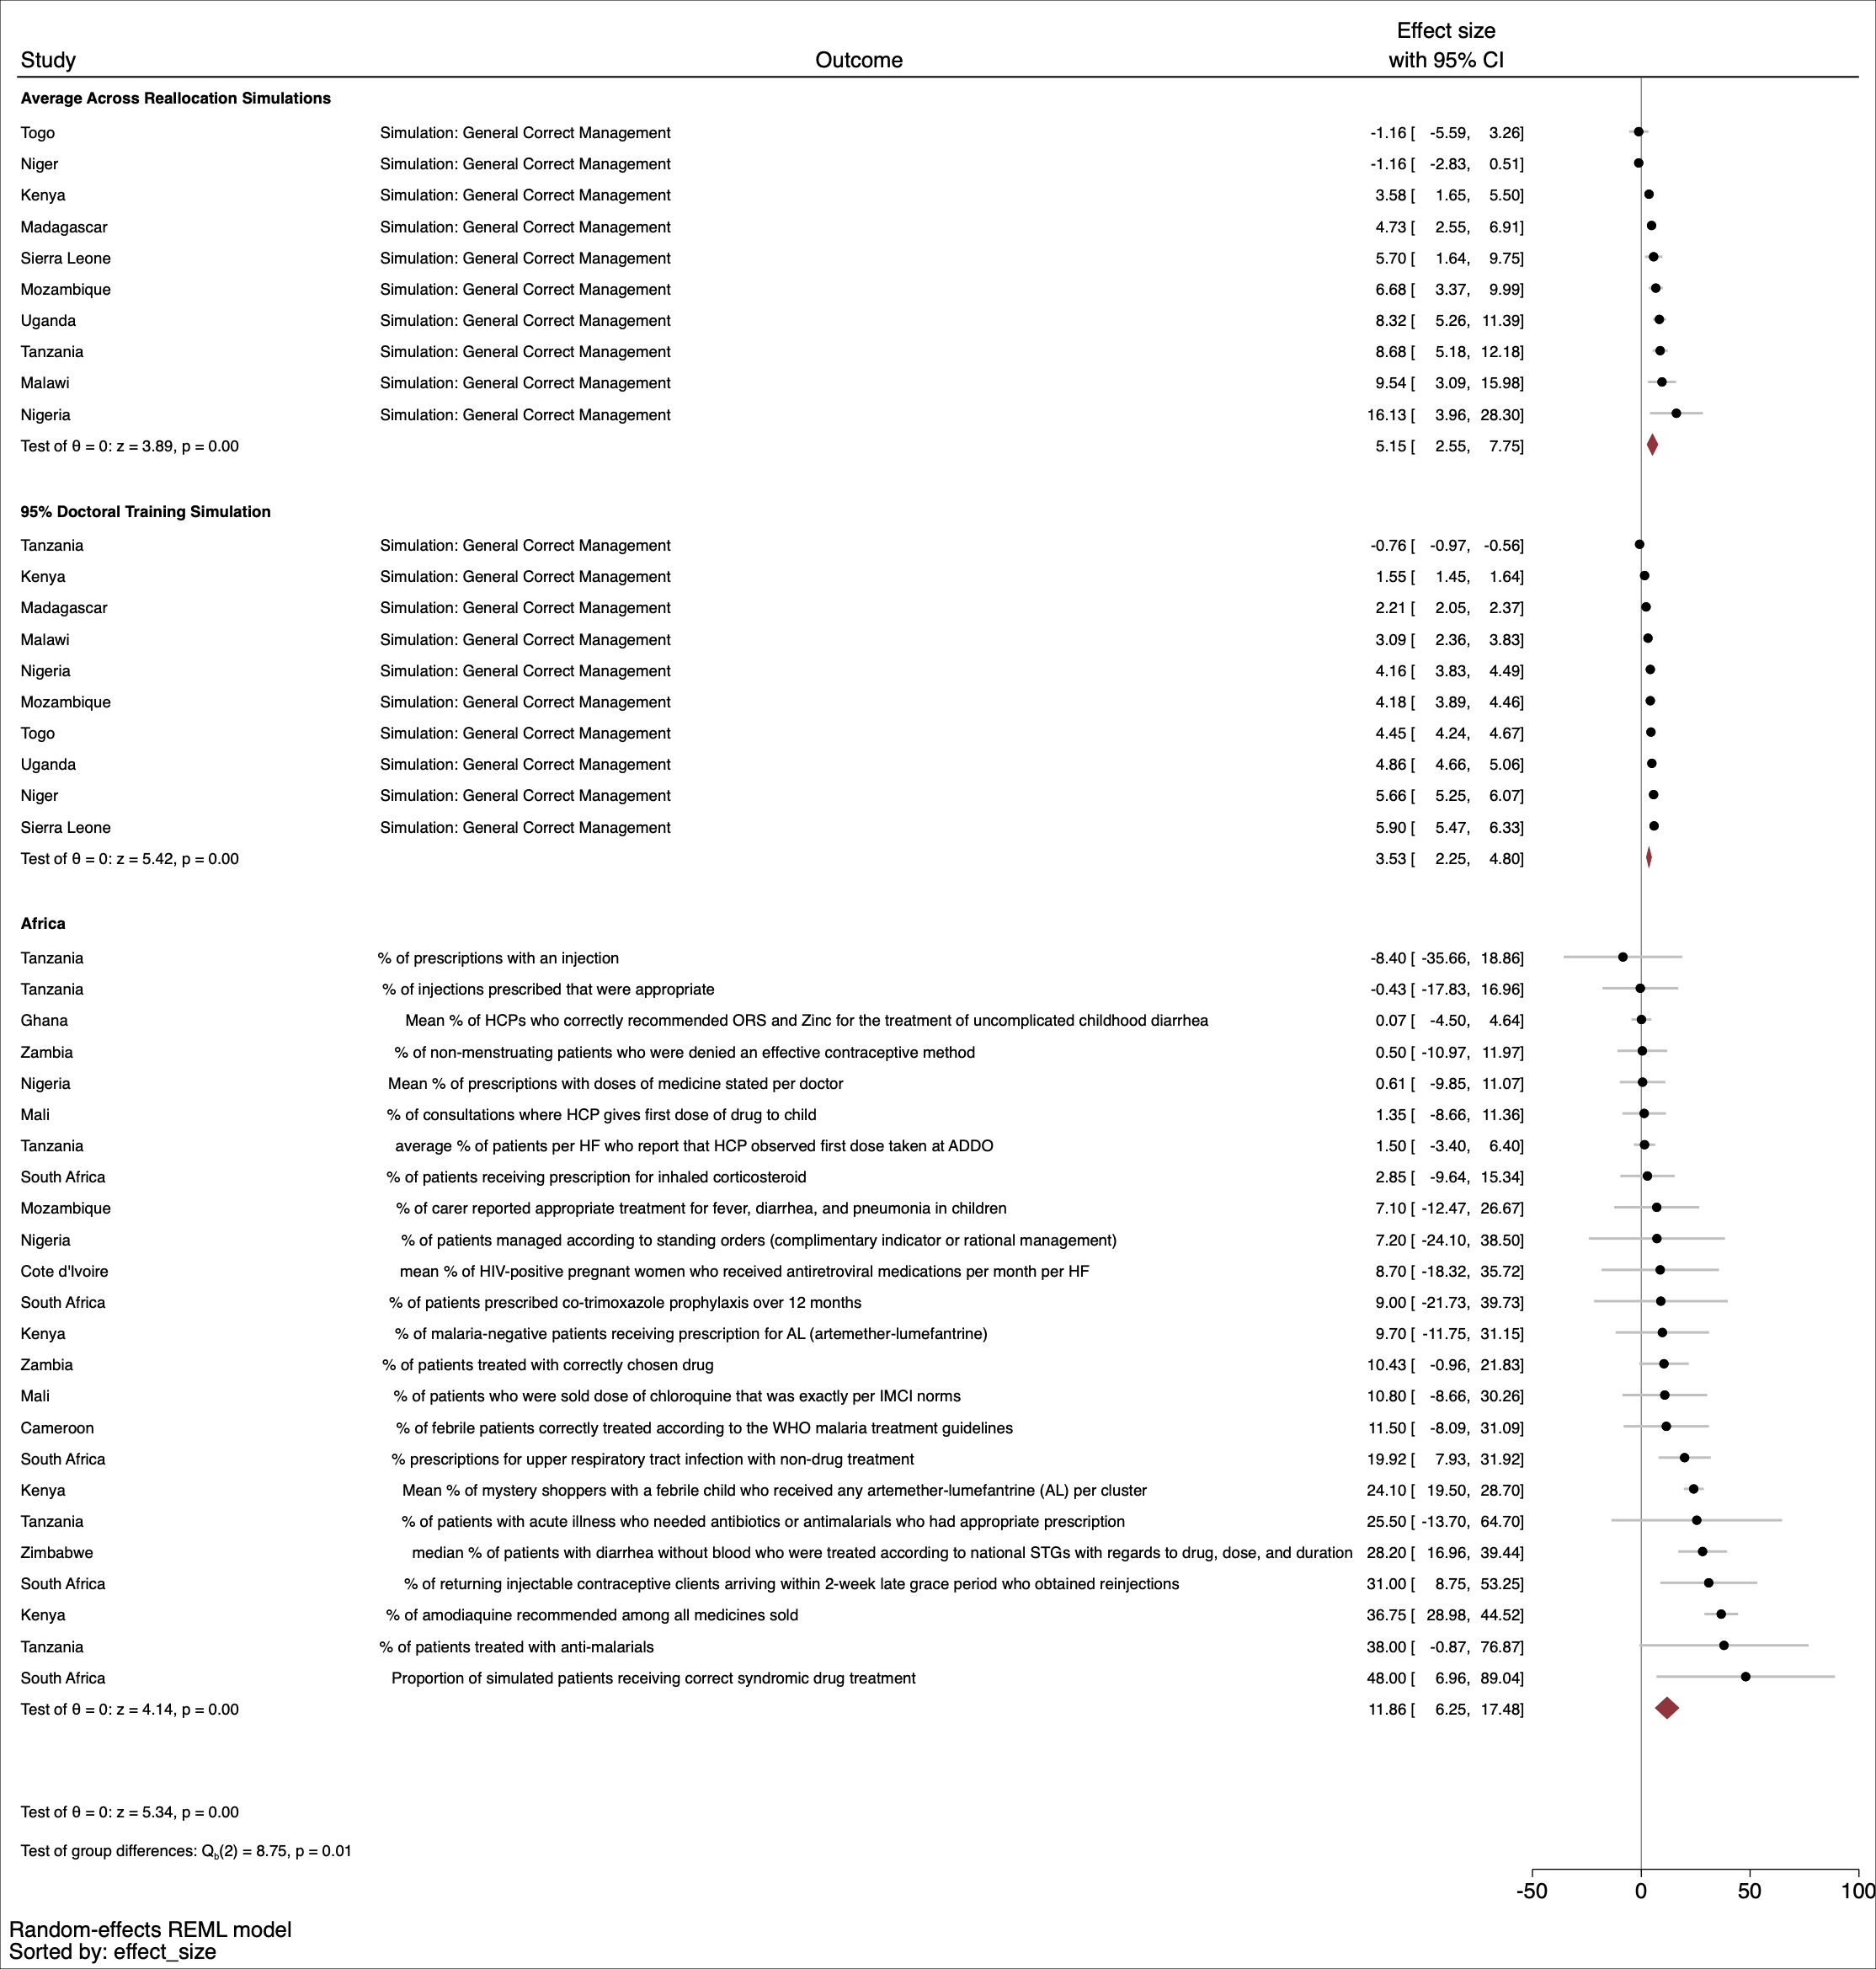 Effect size
Study Outcome with 95% CI
Average Across Reallocation Simulations
Togo Simulation: General Correct Management -1.16 [ -5.59, 3.26]
Niger Simulation: General Correct Management -1.16 [ -2.83, 0.51]
Kenya Simulation: General Correct Management 3.58 [ 1.65, 5.50]
Madagascar Simulation: General Correct Management 4.73 [ 2.55, 6.91]
Sierra Leone Simulation: General Correct Management 5.70 [ 1.64, 9.75]
Mozambique Simulation: General Correct Management 6.68 [ 3.37, 9.99]
Uganda Simulation: General Correct Management 8.32 [ 5.26, 11.39]
Tanzania Simulation: General Correct Management 8.68 [ 5.18, 12.18]
Malawi Simulation: General Correct Management 9.54 [ 3.09, 15.98]
Nigeria Simulation: General Correct Management 16.13 [ 3.96, 28.30]
Test of θ = 0: z = 3.89, p = 0.00 5.15 [ 2.55, 7.75]
95% Doctoral Training Simulation
Tanzania Simulation: General Correct Management -0.76 [ -0.97, -0.56]
Kenya Simulation: General Correct Management 1.55 [ 1.45, 1.64]
Madagascar Simulation: General Correct Management 2.21 [ 2.05, 2.37]
Malawi Simulation: General Correct Management 3.09 [ 2.36, 3.83]
Nigeria Simulation: General Correct Management 4.16 [ 3.83, 4.49]
Mozambique Simulation: General Correct Management 4.18 [ 3.89, 4.46]
Togo Simulation: General Correct Management 4.45 [ 4.24, 4.67]
Uganda Simulation: General Correct Management 4.86 [ 4.66, 5.06]
Niger Simulation: General Correct Management 5.66 [ 5.25, 6.07]
Sierra Leone Simulation: General Correct Management 5.90 [ 5.47, 6.33]
Test of θ = 0: z = 5.42, p = 0.00 3.53 [ 2.25, 4.80]
Africa
Tanzania % of prescriptions with an injection -8.40 [ -35.66, 18.86]
Tanzania % of injections prescribed that were appropriate -0.43 [ -17.83, 16.96]
Ghana Mean % of HCPs who correctly recommended ORS and Zinc for the treatment of uncomplicated childhood diarrhea 0.07 [ -4.50, 4.64]
Zambia % of non-menstruating patients who were denied an effective contraceptive method 0.50 [ -10.97, 11.97]
Nigeria Mean % of prescriptions with doses of medicine stated per doctor 0.61 [ -9.85, 11.07]
Mali % of consultations where HCP gives first dose of drug to child 1.35 [ -8.66, 11.36]
Tanzania average % of patients per HF who report that HCP observed first dose taken at ADDO 1.50 [ -3.40, 6.40]
South Africa % of patients receiving prescription for inhaled corticosteroid 2.85 [ -9.64, 15.34]
Mozambique % of carer reported appropriate treatment for fever, diarrhea, and pneumonia in children 7.10 [ -12.47, 26.67]
Nigeria % of patients managed according to standing orders (complimentary indicator or rational management) 7.20 [ -24.10, 38.50]
Cote d'Ivoire mean % of HIV-positive pregnant women who received antiretroviral medications per month per HF 8.70 [ -18.32, 35.72]
South Africa % of patients prescribed co-trimoxazole prophylaxis over 12 months 9.00 [ -21.73, 39.73]
Kenya % of malaria-negative patients receiving prescription for AL (artemether-lumefantrine) 9.70 [ -11.75, 31.15]
Zambia % of patients treated with correctly chosen drug 10.43 [ -0.96, 21.83]
Mali % of patients who were sold dose of chloroquine that was exactly per IMCI norms 10.80 [ -8.66, 30.26]
Cameroon % of febrile patients correctly treated according to the WHO malaria treatment guidelines 11.50 [ -8.09, 31.09]
South Africa % prescriptions for upper respiratory tract infection with non-drug treatment 19.92 [ 7.93, 31.92]
Kenya Mean % of mystery shoppers with a febrile child who received any artemether-lumefantrine (AL) per cluster 24.10 [ 19.50, 28.70]
Tanzania % of patients with acute illness who needed antibiotics or antimalarials who had appropriate prescription 25.50 [ -13.70, 64.70]
Zimbabwe median % of patients with diarrhea without blood who were treated according to national STGs with regards to drug, dose, and duration 28.20 [ 16.96, 39.44]
South Africa % of returning injectable contraceptive clients arriving within 2-week late grace period who obtained reinjections 31.00 [ 8.75, 53.25]
Kenya % of amodiaquine recommended among all medicines sold 36.75 [ 28.98, 44.52]
Tanzania % of patients treated with anti-malarials 38.00 [ -0.87, 76.87]
South Africa Proportion of simulated patients receiving correct syndromic drug treatment 48.00 [ 6.96, 89.04]
Test of θ = 0: z = 4.14, p = 0.00 11.86 [ 6.25, 17.48]
Test of θ = 0: z = 5.34, p = 0.00
Test of group differences: Qb(2) = 8.75, p = 0.01
-50 0 50 100
Random-effects REML model
Sorted by: effect_size